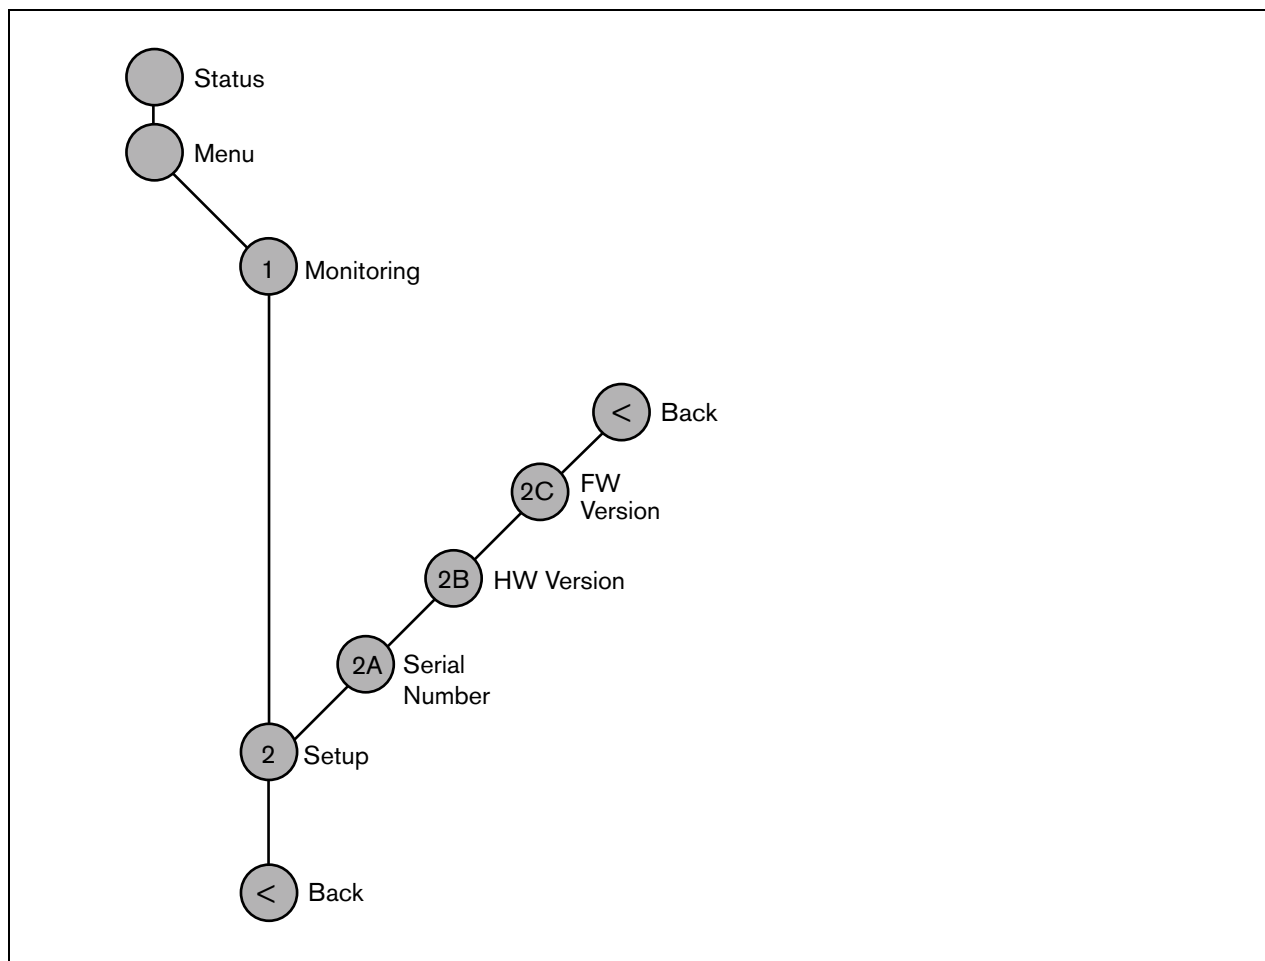 Status
Menu
1 Monitoring
< Back
2C FW
Version
2B HW Version
2A Serial
Number
2 Setup
< Back